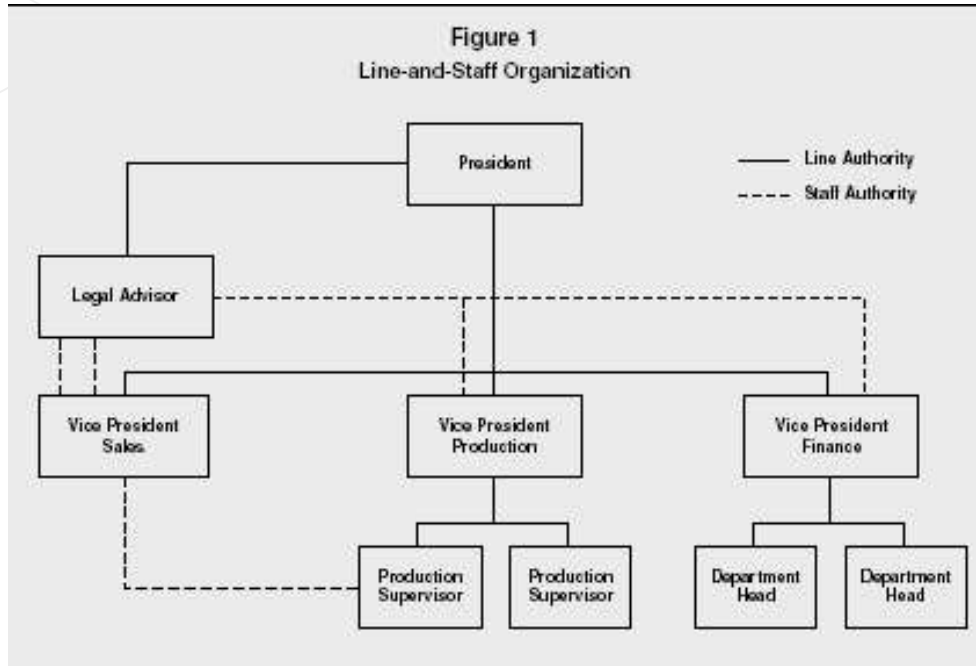 Figure 1
Line-and-Staff Organization
President
Line Authority
Staff Authority
Legal Advisor
Vice President
Sales
Vice President
Production
Vice President
Finance
Production
Supervisor
Production
Supervisor
Department
Head
Department
Head